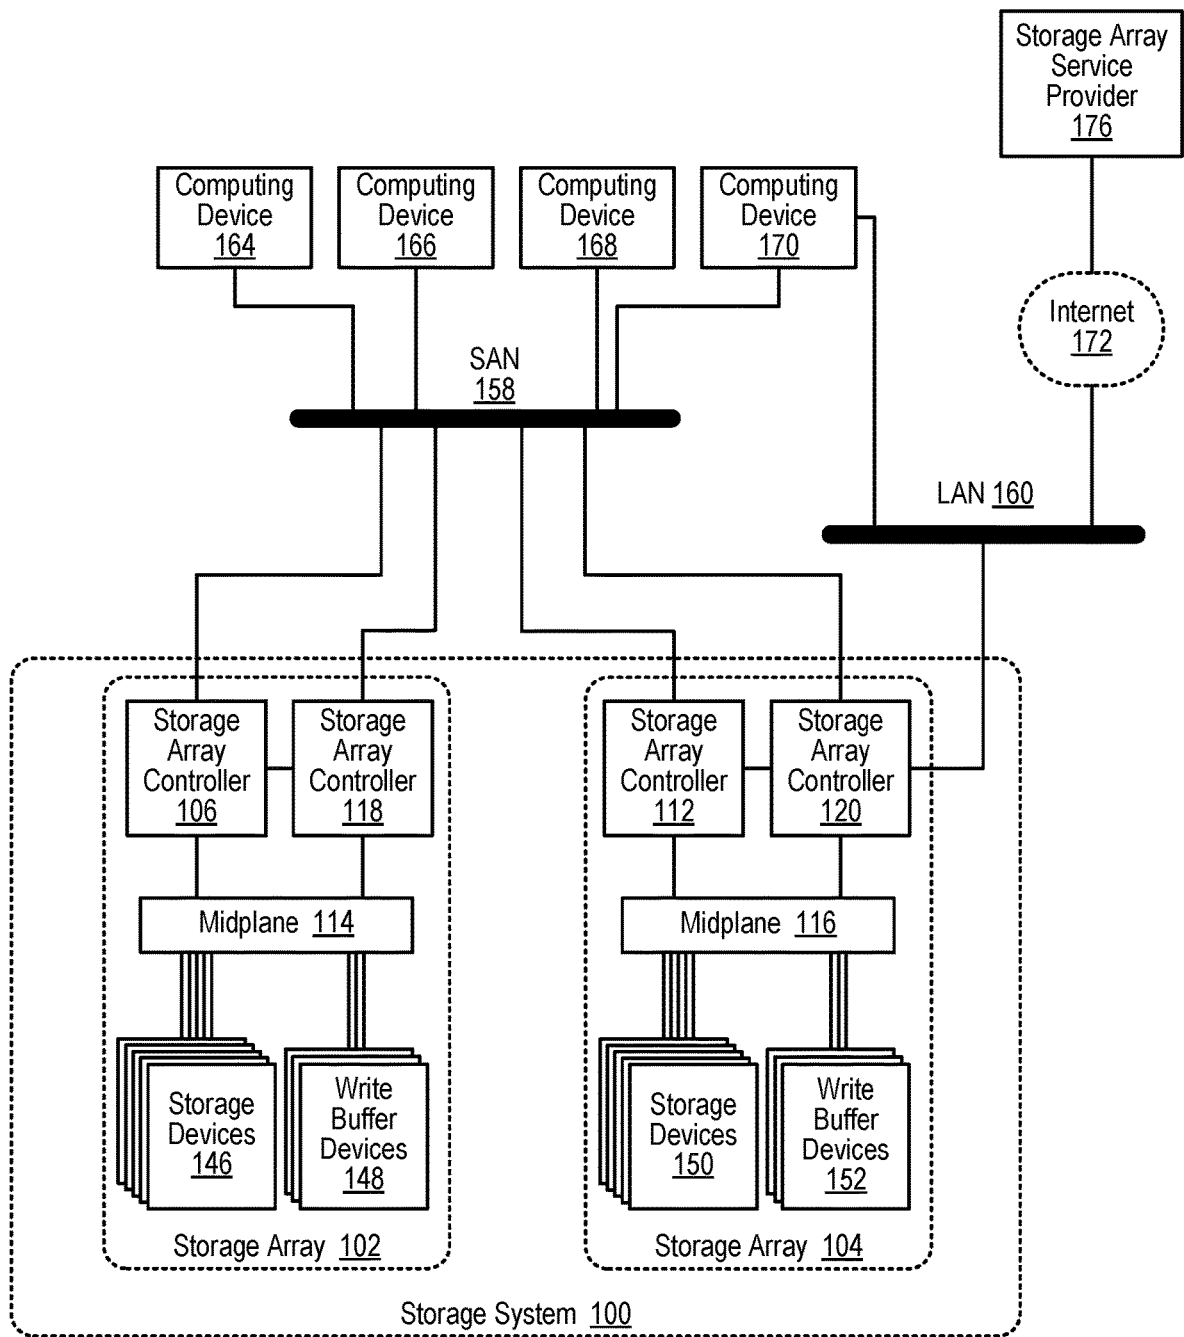 Storage Array
Service
Provider
176
Computing
Device
164
Computing
Device
166
Computing
Device
168
Computing
Device
170
Internet
172
SAN
158
LAN 160
Storage
Array
Controller
106
Storage
Array
Controller
118
Storage
Array
Controller
112
Storage
Array
Controller
120
Midplane 114
Midplane 116
Storage
Devices
146
Write
Buffer
Devices
148
Storage
Devices
150
Write
Buffer
Devices
152
Storage Array 102
Storage Array 104
Storage System 100